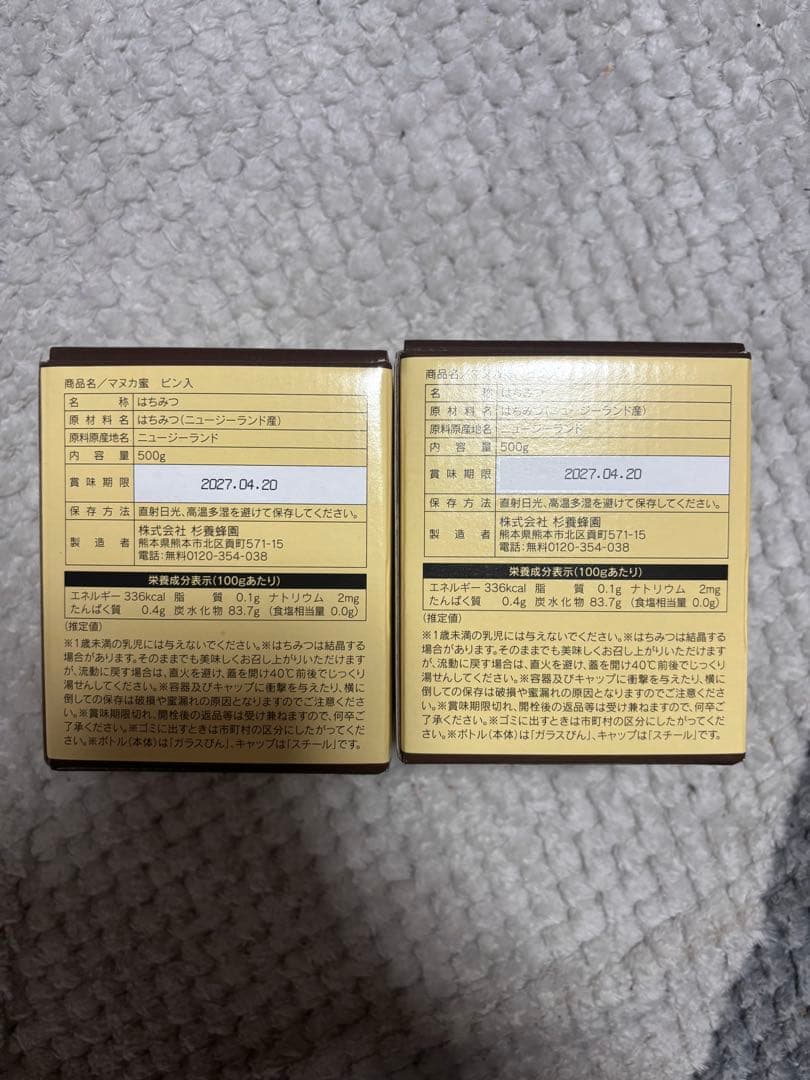 商品名／マヌカ蜜 ビン入
名称 はちみつ
原材料名 はちみつ(ニュージーランド産)
原料原産地名 ニュージーランド
内容量 500g
賞味期限 2027.04.20
保存方法 直射日光、高温多湿を避けて保存してください。
製造者 株式会社 杉養蜂園
熊本県熊本市北区貢町571-15
電話:無料0120-354-038
栄養成分表示(100gあたり)
エネルギー 336kcal 脂質 0.1g ナトリウム 2mg
たんぱく質 0.4g 炭水化物 83.7g (食塩相当量 0.0g)
(推定値)
※1歳未満の乳児には与えないでください。※はちみつは結晶する
場合があります。そのままでも美味しくお召し上がりいただけます
が、流動に戻す場合は、直火を避け、蓋を開け40℃前後でじっくり
湯せんしてください。※容器及びキャップに衝撃を与えたり、横に
倒しての保存は破損や蜜漏れの原因となりますのでご注意くださ
い。※賞味期限切れ、開栓後の返品等は受け兼ねますので、何卒ご
了承ください。※ゴミに出すときは市町村の区分にしたがってくだ
さい。※ボトル(本体)は「ガラスびん」、キャップは「スチール」です。
商品名／マヌカ
名称 はちみつ
原材料名 はちみつ(ニュージーランド産)
原料原産地名 ニュージーランド
内容量 500g
賞味期限 2027.04.20
保存方法 直射日光、高温多湿を避けて保存してください。
製造者 株式会社 杉養蜂園
熊本県熊本市北区貢町571-15
電話:無料0120-354-038
栄養成分表示(100gあたり)
エネルギー 336kcal 脂質 0.1g ナトリウム 2mg
たんぱく質 0.4g 炭水化物 83.7g (食塩相当量 0.0g)
(推定値)
※1歳未満の乳児には与えないでください。※はちみつは結晶する
場合があります。そのままでも美味しくお召し上がりいただけます
が、流動に戻す場合は、直火を避け、蓋を開け40℃前後でじっくり
湯せんしてください。※容器及びキャップに衝撃を与えたり、横に
倒しての保存は破損や蜜漏れの原因となりますのでご注意くださ
い。※賞味期限切れ、開栓後の返品等は受け兼ねますので、何卒ご
了承ください。※ゴミに出すときは市町村の区分にしたがってくだ
さい。※ボトル(本体)は「ガラスびん」、キャップは「スチール」です。